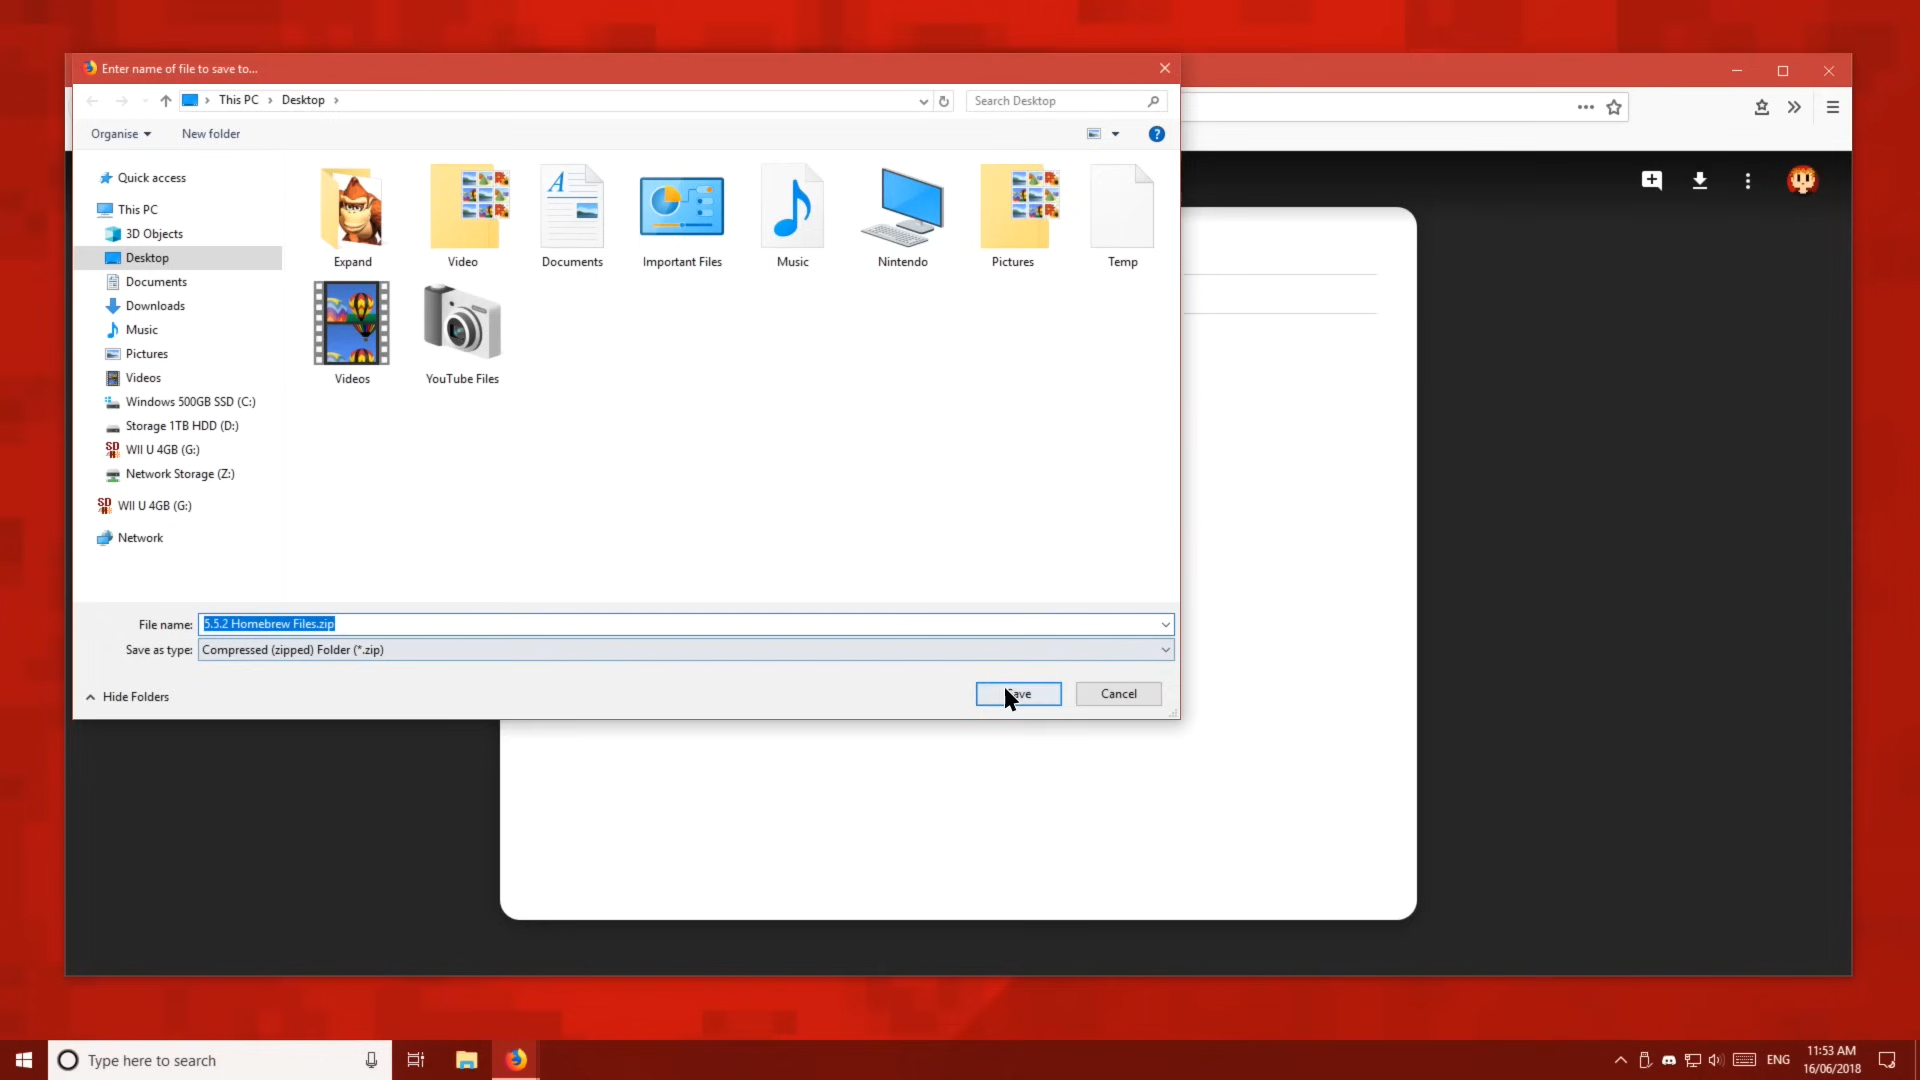 Enter name of file to save to...
This PC
Desktop
Search Desktop
Organise
New folder
Quick access
This PC
3D Objects
Desktop
Documents
Downloads
Music
Pictures
Videos
Windows 500GB SSD (C:)
Storage 1TB HDD (D:)
WII U 4GB (G:)
Network Storage (Z:)
WII U 4GB (G:)
Network
Expand
Video
Documents
Important Files
Music
Nintendo
Pictures
Temp
Videos
YouTube Files
File name: 5.5.2 Homebrew Files.zip
Save as type: Compressed (zipped) Folder (*.zip)
Hide Folders
Save
Cancel
Type here to search
ENG
11:53 AM
16/06/2018